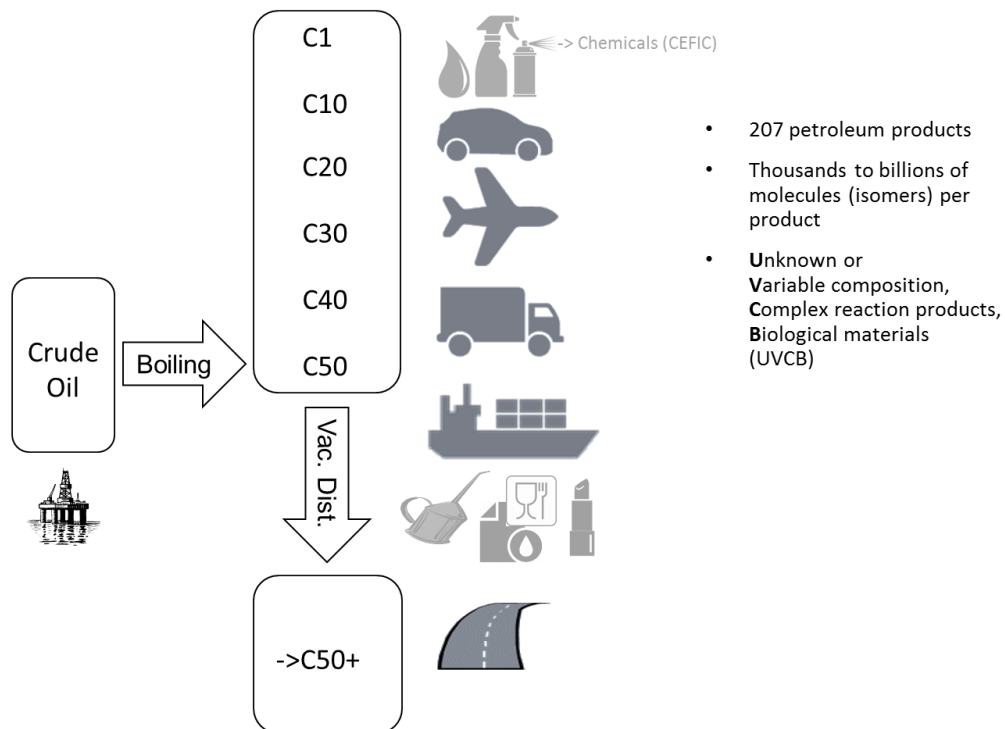 Crude
Oil
Boiling
C1
C10
C20
C30
C40
C50
Vac. Dist.
->C50+
-> Chemicals (CEFIC)
• 207 petroleum products
• Thousands to billions of
molecules (isomers) per
product
• Unknown or
Variable composition,
Complex reaction products,
Biological materials
(UVCB)